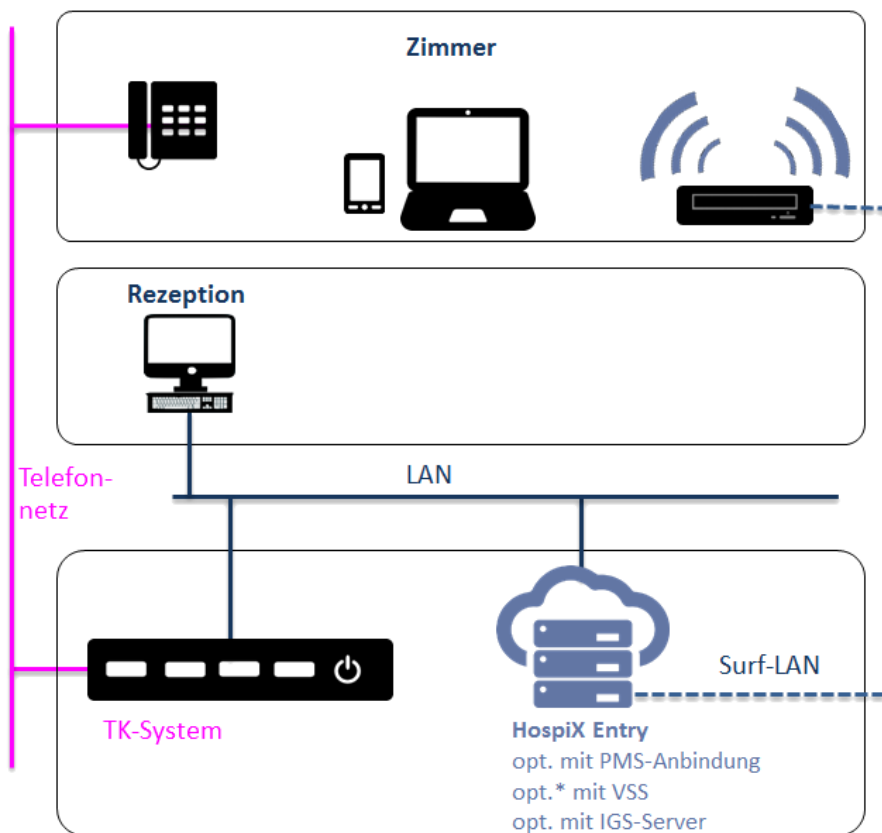 Zimmer
Rezeption
LAN
Telefon-
netz
Surf-LAN
TK-System
HospiX Entry
opt. mit PMS-Anbindung
opt.* mit VSS
opt. mit IGS-Server